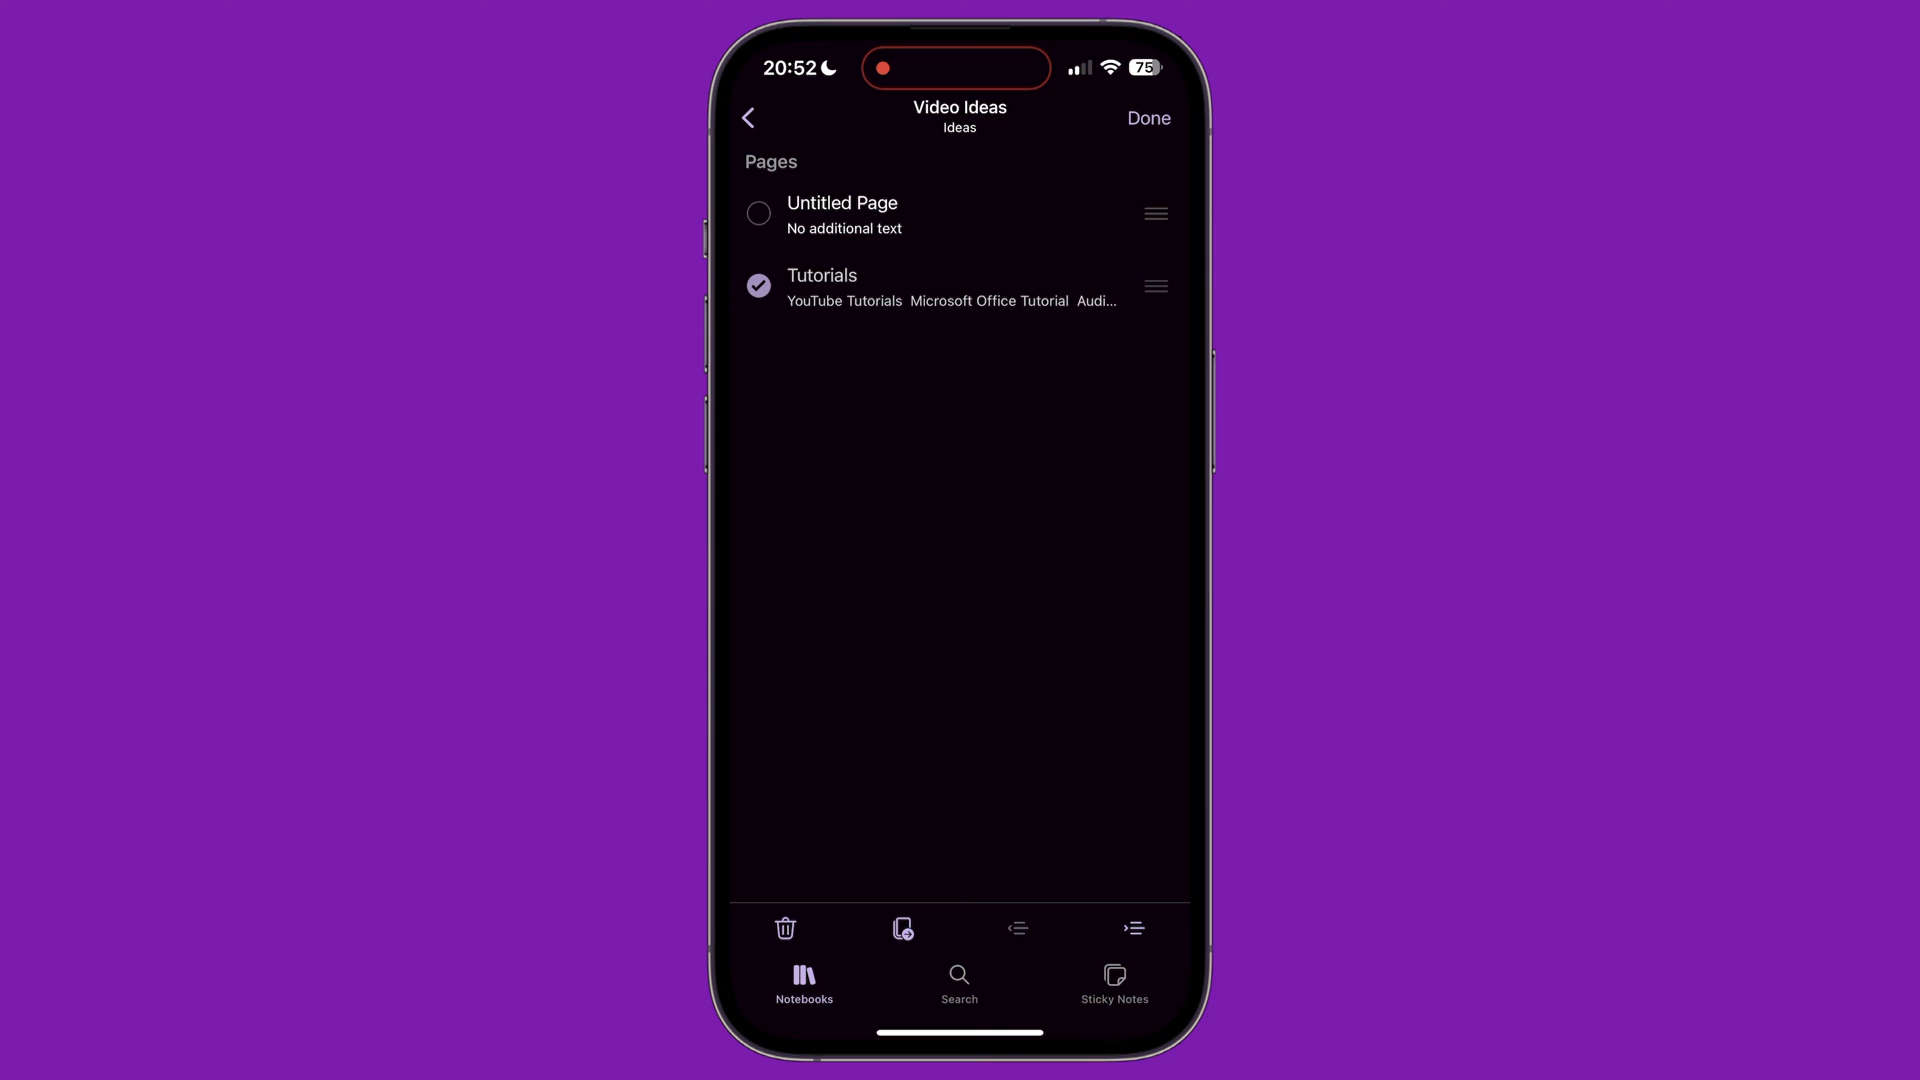 20:52
75
Video Ideas
Ideas
Done
Pages
Untitled Page
No additional text
Tutorials
YouTube Tutorials Microsoft Office Tutorial Audi...
Notebooks
Search
Sticky Notes